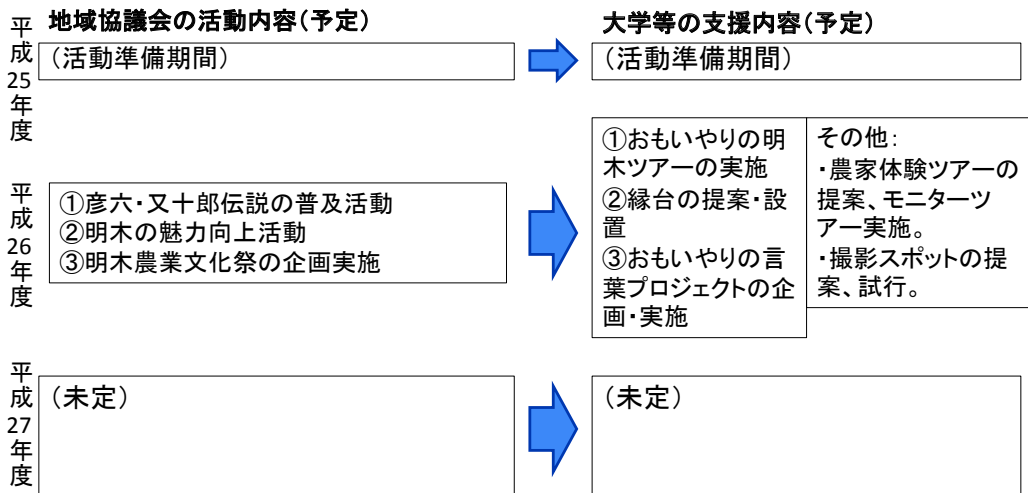 地域協議会の活動内容(予定)
大学等の支援内容(予定)
平成25年度
(活動準備期間)
(活動準備期間)
平成26年度
①彦六・又十郎伝説の普及活動
②明木の魅力向上活動
③明木農業文化祭の企画実施
①おもいやりの明
木ツアーの実施
②縁台の提案・設
置
③おもいやりの言
葉プロジェクトの企
画・実施
その他:
・農家体験ツアーの
提案、モニターツ
アー実施。
・撮影スポットの提
案、試行。
平成27年度
(未定)
(未定)